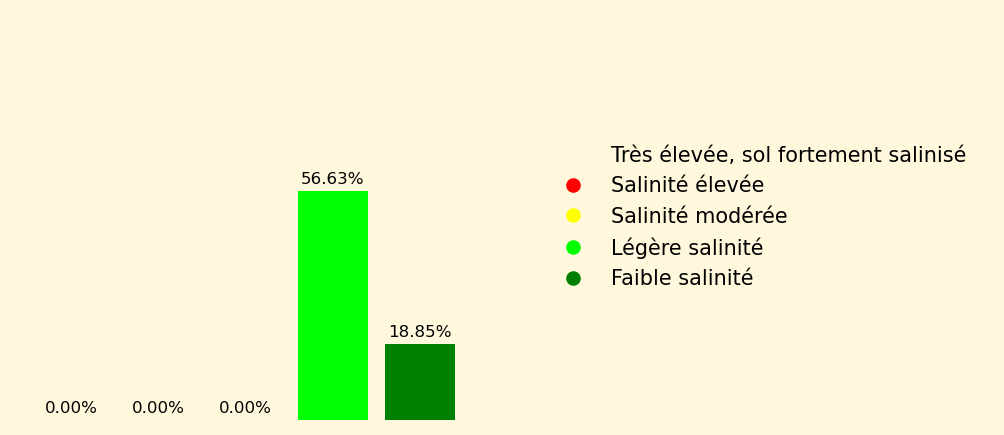 Très élevée, sol fortement salinisé
Salinité élevée
Salinité modérée
Légère salinité
Faible salinité
56.63%
18.85%
0.00%
0.00%
0.00%